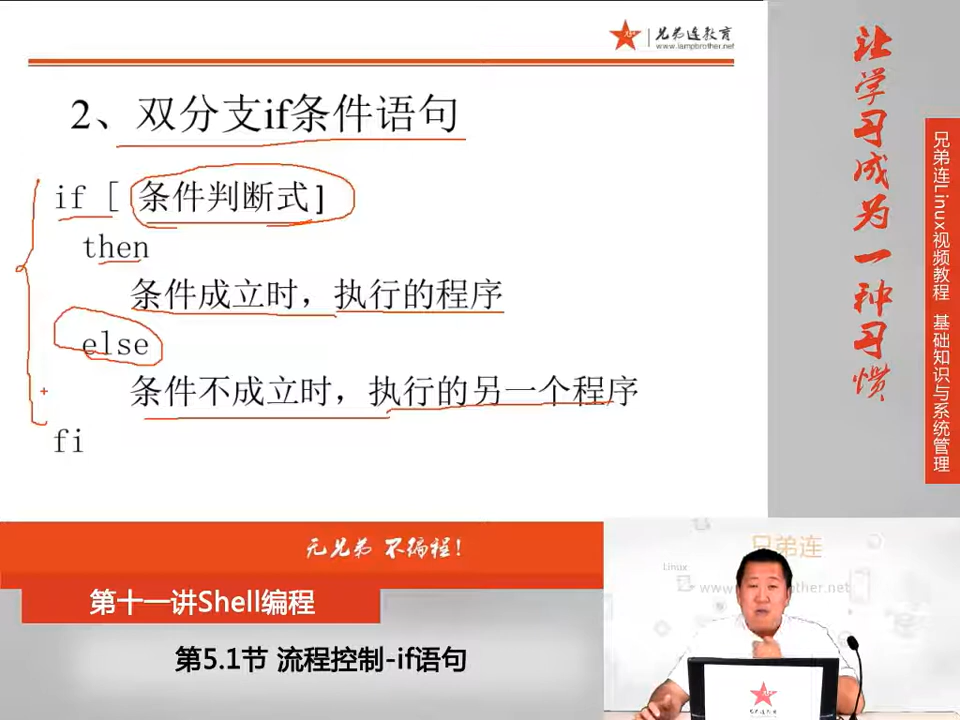 兄弟连教育
www.lampbrother.net
2、双分支if条件语句
if [ 条件判断式 ]
then
条件成立时，执行的程序
else
条件不成立时，执行的另一个程序
fi
让学习成为一种习惯
兄弟连Linux视频教程 基础知识与系统管理
无兄弟 不编程！
第十一讲Shell编程
第5.1节 流程控制-if语句
兄弟连
Linux
兄弟连教育